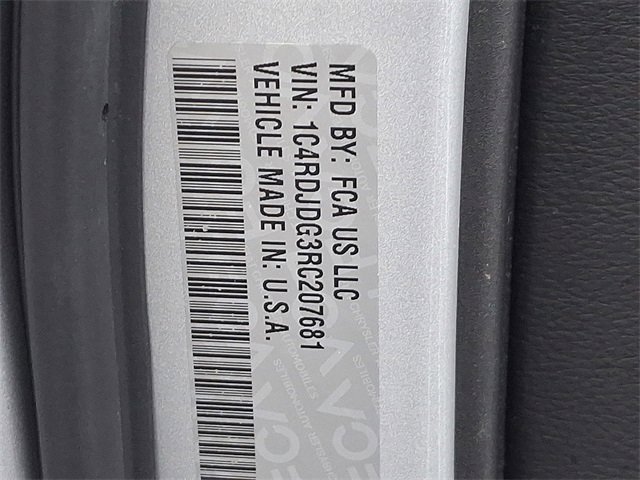 MFD BY: FCA US LLC
VIN: 1C4RDJDG3RC207681
VEHICLE MADE IN: U.S.A.